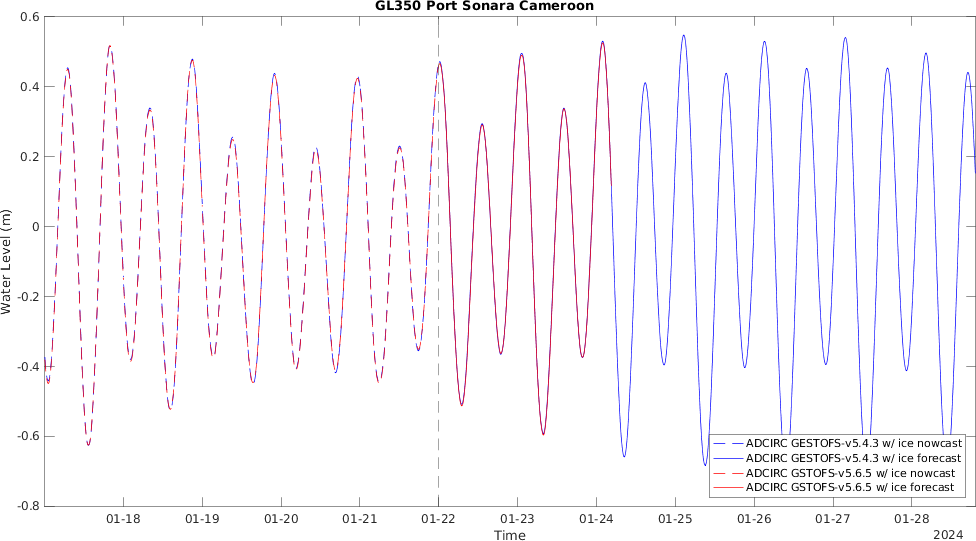 GL350 Port Sonara Cameroon
0.6
0.4
0.2
0
-0.2
-0.4
-0.6
-0.8
Water Level (m)
ADCIRC GESTOFS-v5.4.3 w/ ice nowcast
ADCIRC GESTOFS-v5.4.3 w/ ice forecast
ADCIRC GSTOFS-v5.6.5 w/ ice nowcast
ADCIRC GSTOFS-v5.6.5 w/ ice forecast
01-18 01-19 01-20 01-21 01-22 01-23 01-24 01-25 01-26 01-27 01-28
Time
2024